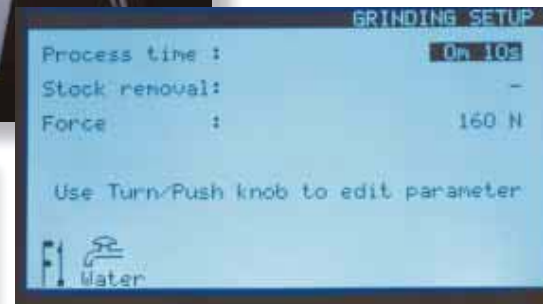 GRINDING SETUP
Process time : 0m 10s
Stock removal: -
Force : 160 N
Use Turn/Push knob to edit parameter
F1 Water